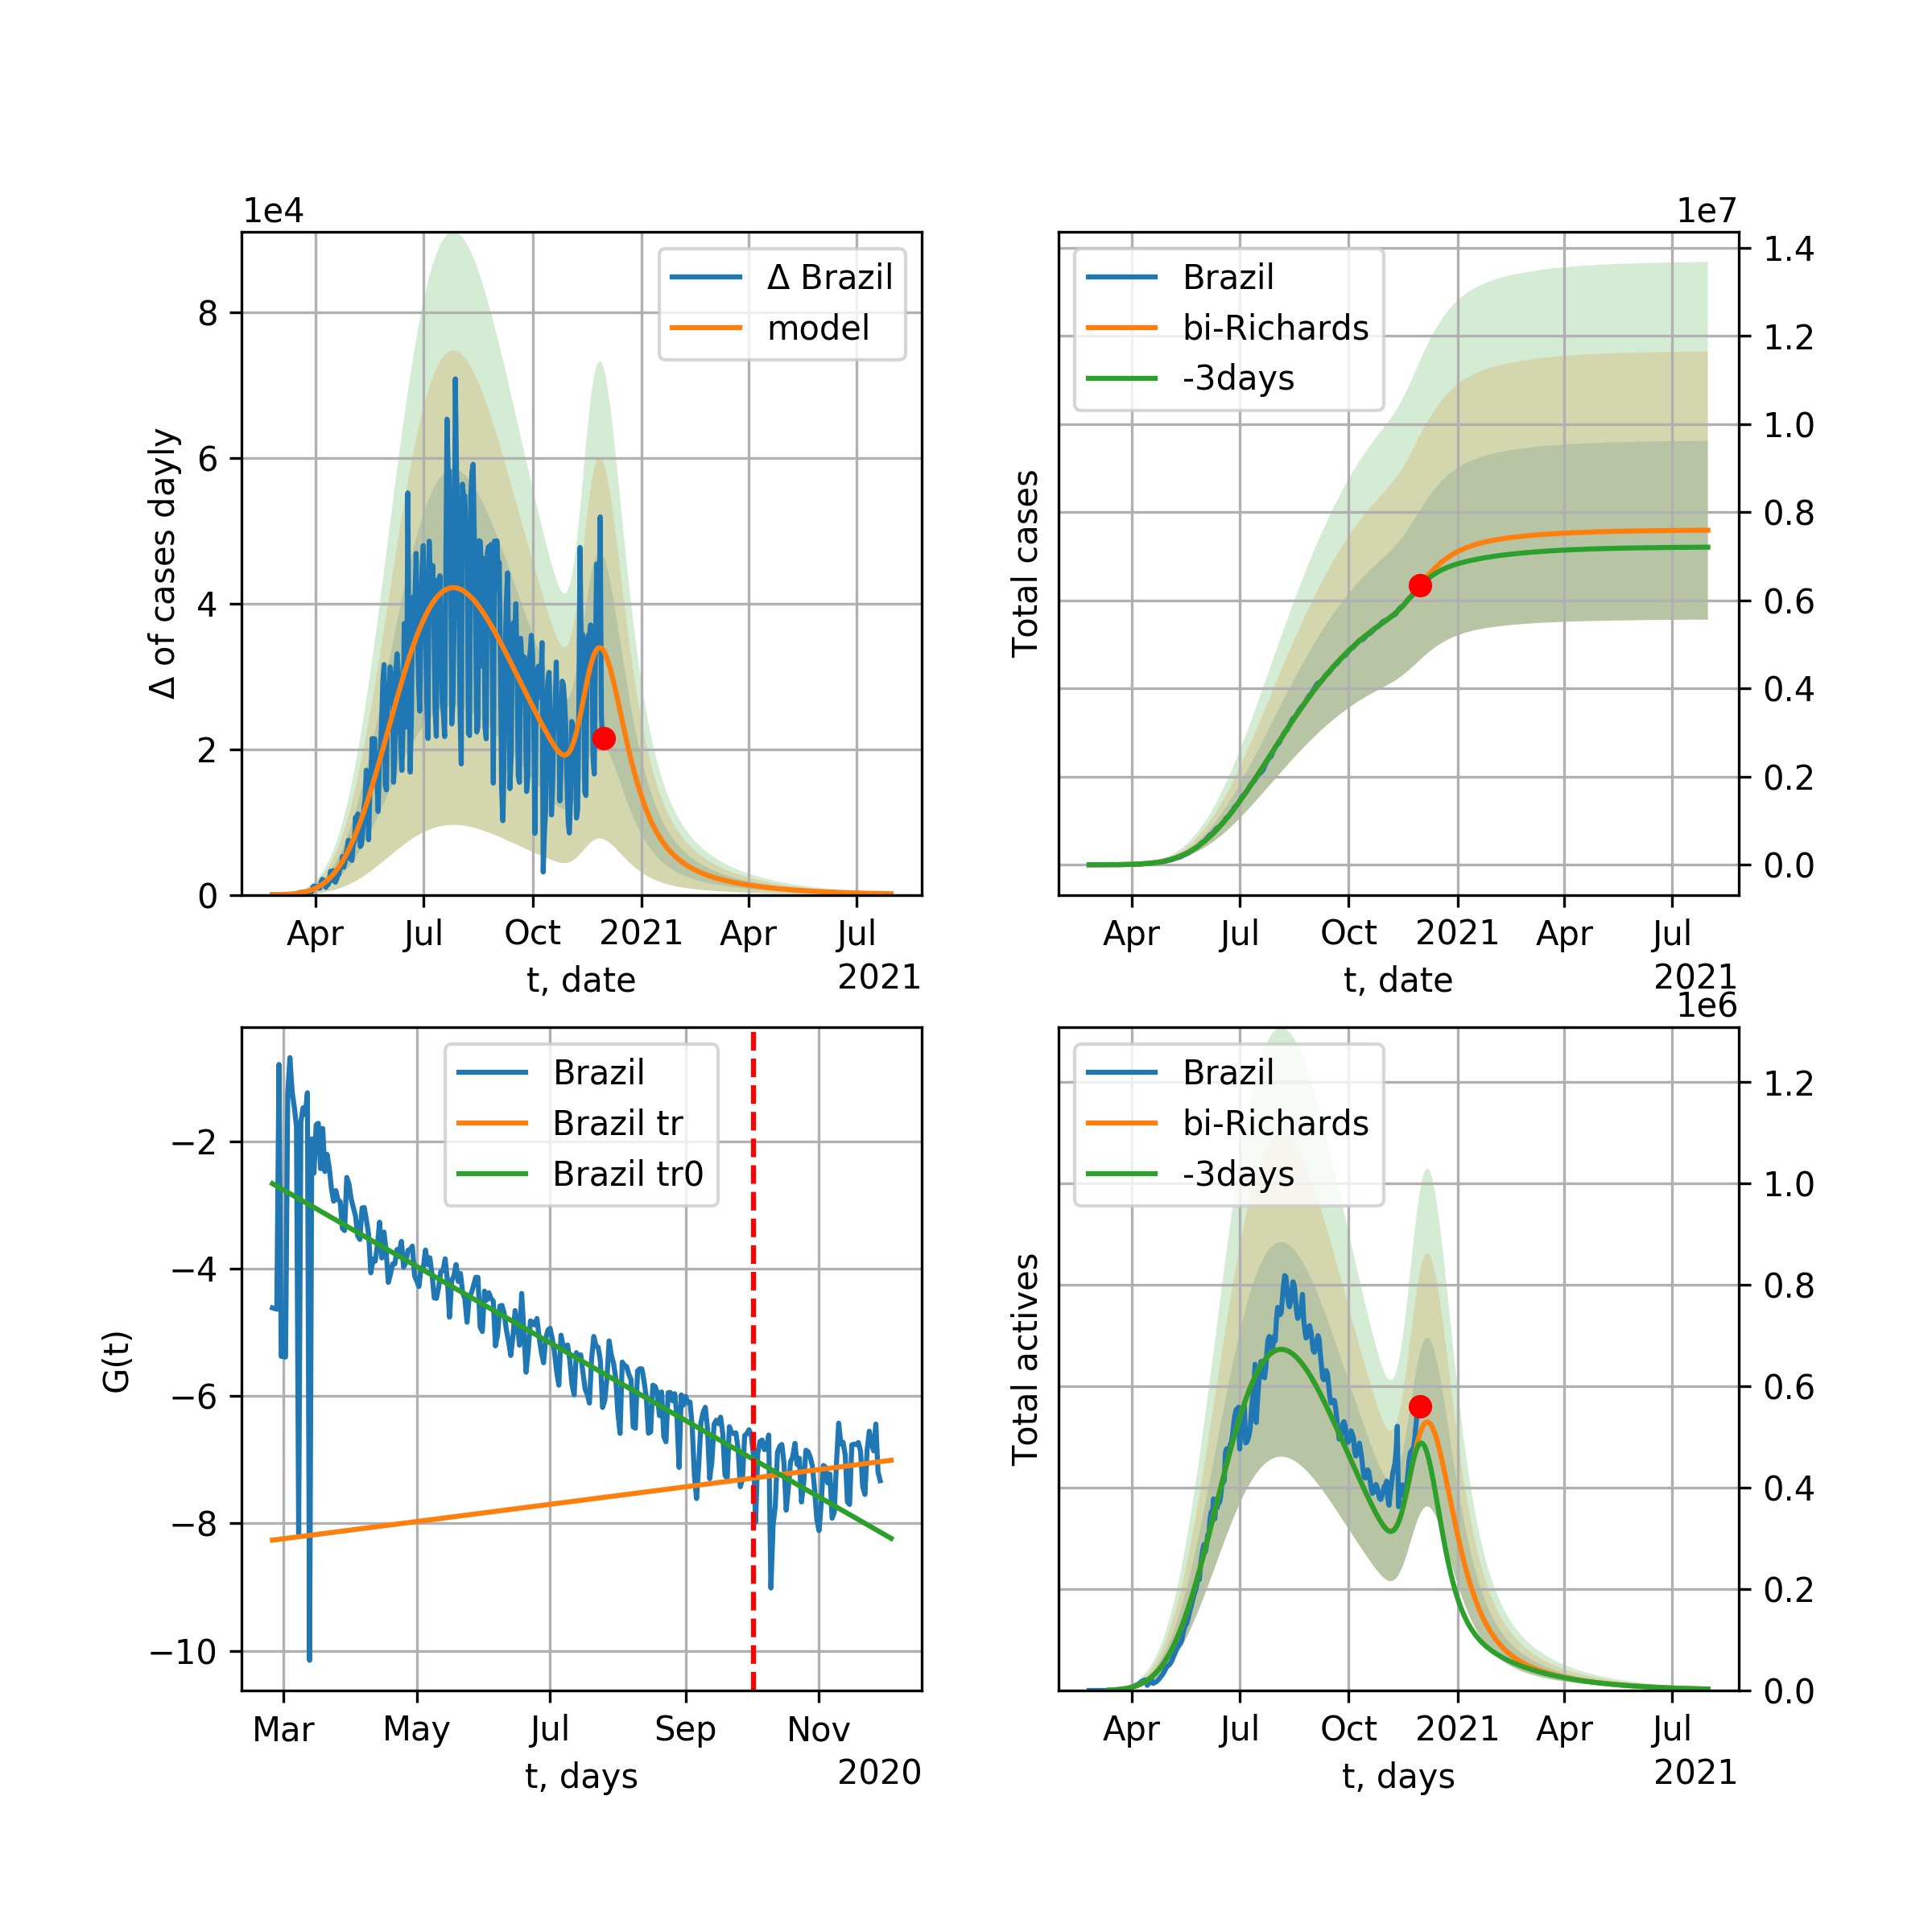 1e4
Δ of cases dayly
8
6
4
2
0
Δ Brazil
model
Apr Jul Oct 2021 Apr Jul
t, date
2021
1e7
Total cases
Brazil
bi-Richards
-3days
1.4
1.2
1.0
0.8
0.6
0.4
0.2
0.0
Apr Jul Oct 2021 Apr Jul
t, date
2021
G(t)
−2
−4
−6
−8
−10
Brazil
Brazil tr
Brazil tr0
Mar May Jul Sep Nov
t, days
2020
1e6
Total actives
Brazil
bi-Richards
-3days
1.2
1.0
0.8
0.6
0.4
0.2
0.0
Apr Jul Oct 2021 Apr Jul
t, days
2021